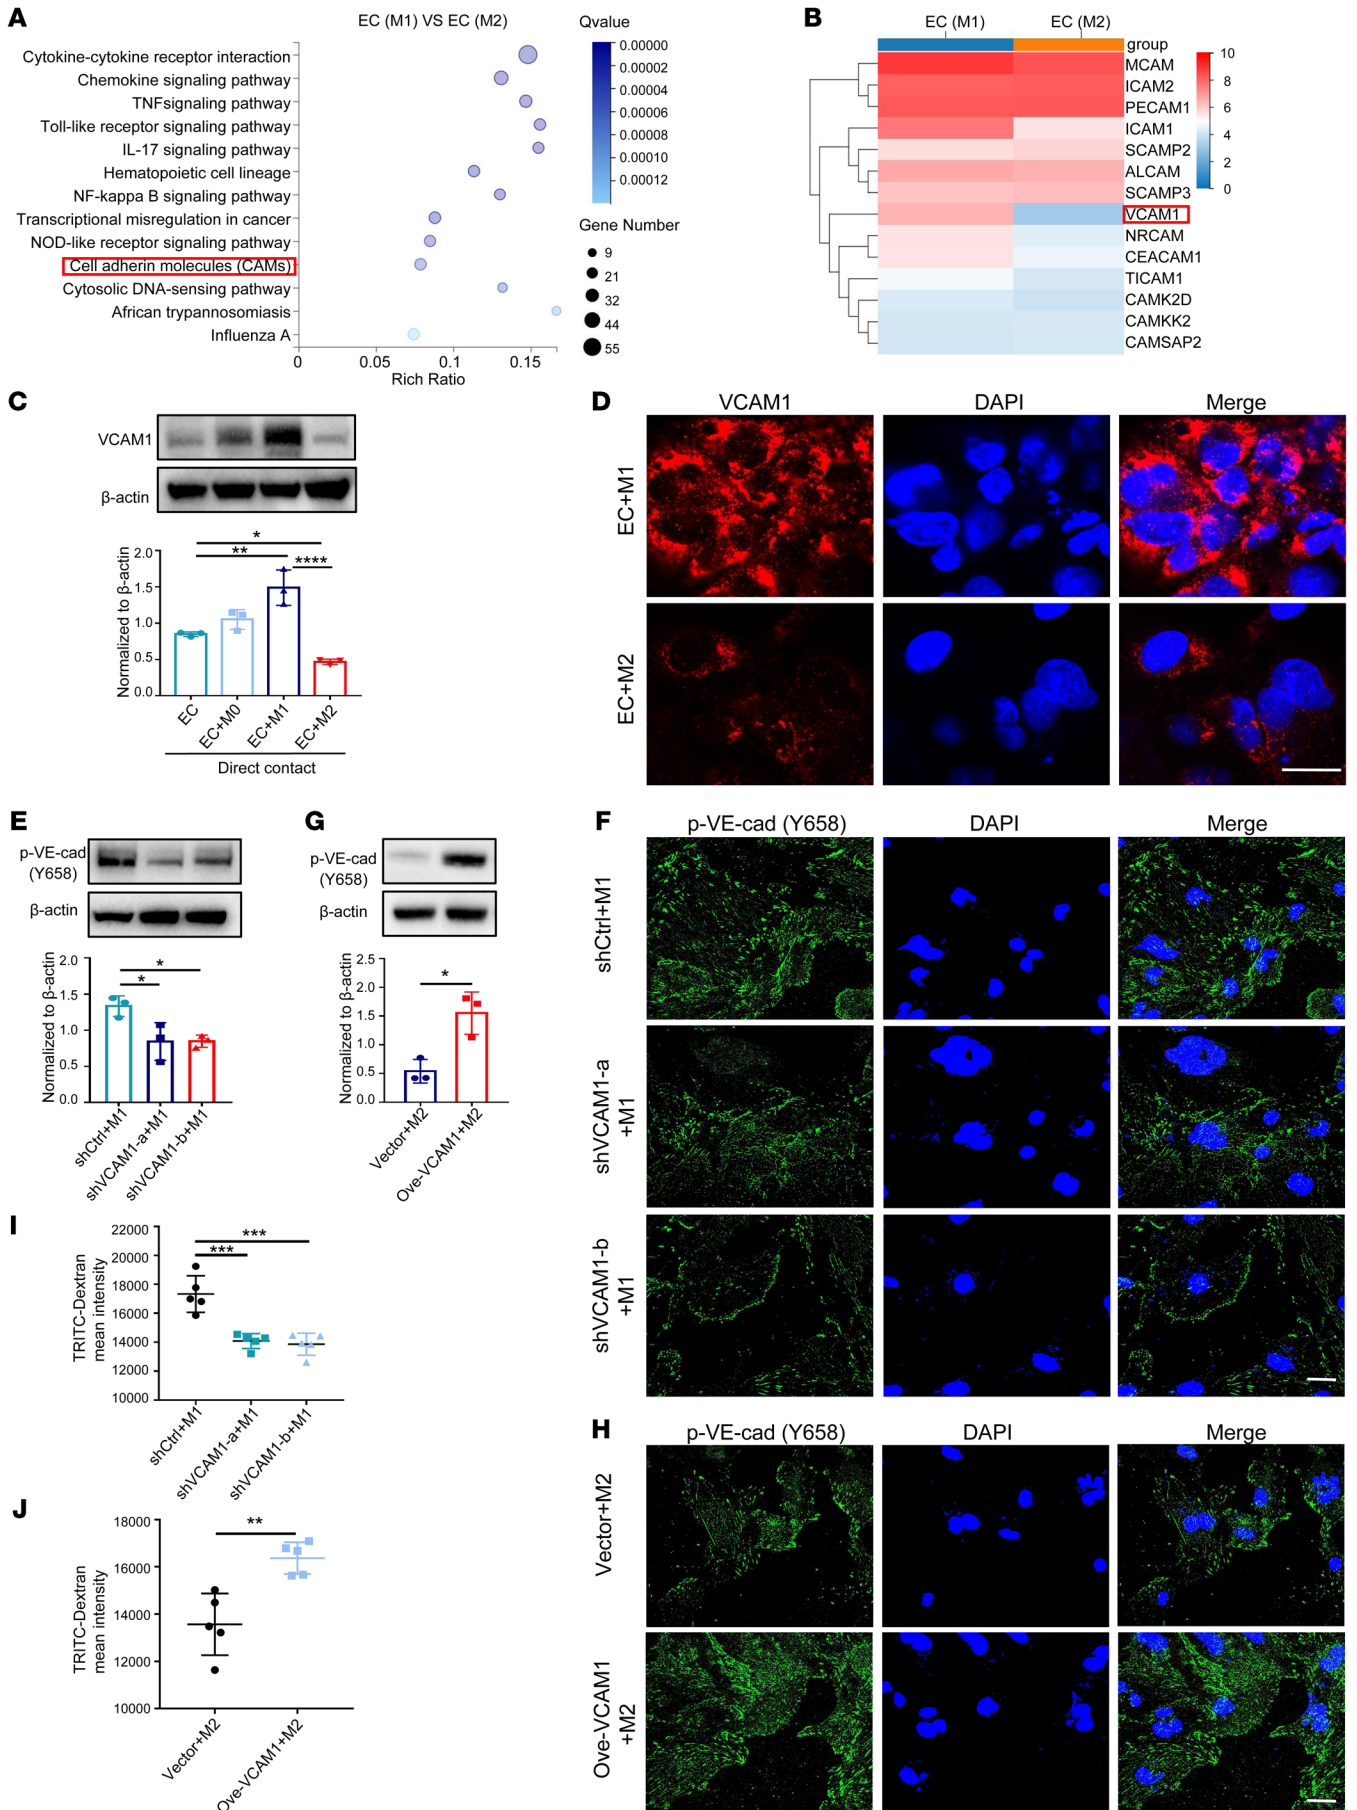 A
EC (M1) VS EC (M2)
Cytokine-cytokine receptor interaction
Chemokine signaling pathway
TNFsignaling pathway
Toll-like receptor signaling pathway
IL-17 signaling pathway
Hematopoietic cell lineage
NF-kappa B signaling pathway
Transcriptional misregulation in cancer
NOD-like receptor signaling pathway
Cell adherin molecules (CAMs)
Cytosolic DNA-sensing pathway
African trypannosomiasis
Influenza A
0
0.05
0.1
0.15
Rich Ratio
Qvalue
0.00000
0.00002
0.00004
0.00006
0.00008
0.00010
0.00012
Gene Number
9
21
32
44
55
B
EC (M1)
EC (M2)
group
MCAM
ICAM2
PECAM1
ICAM1
SCAMP2
ALCAM
SCAMP3
VCAM1
NRCAM
CEACAM1
TICAM1
CAMK2D
CAMKK2
CAMSAP2
10
8
6
4
2
0
C
VCAM1
β-actin
Normalized to β-actin
2.0
1.5
1.0
0.5
0.0
*
**
****
EC
EC+M0
EC+M1
EC+M2
Direct contact
D
VCAM1
DAPI
Merge
EC+M1
EC+M2
E
p-VE-cad
(Y658)
β-actin
Normalized to β-actin
2.0
1.5
1.0
0.5
0.0
*
*
shCtrl+M1
shVCAM1-a+M1
shVCAM1-b+M1
G
p-VE-cad
(Y658)
β-actin
Normalized to β-actin
2.5
2.0
1.5
1.0
0.5
0.0
*
Vector+M2
Ove-VCAM1+M2
F
p-VE-cad (Y658)
DAPI
Merge
shCtrl+M1
shVCAM1-a
+M1
shVCAM1-b
+M1
I
TRITC-Dextran
mean intensity
22000
20000
18000
16000
14000
12000
10000
***
***
shCtrl+M1
shVCAM1-a+M1
shVCAM1-b+M1
H
p-VE-cad (Y658)
DAPI
Merge
Vector+M2
Ove-VCAM1
+M2
J
TRITC-Dextran
mean intensity
18000
16000
14000
12000
10000
**
Vector+M2
Ove-VCAM1+M2